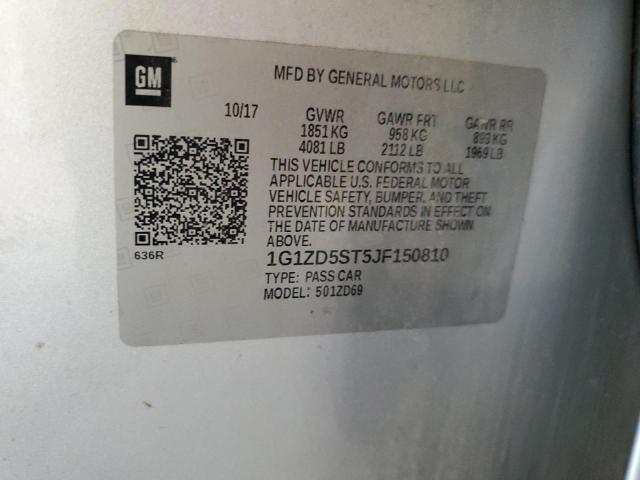 GM
MFD BY GENERAL MOTORS LLC
10/17
GVWR GAWR FRT GAWR RR
1851 KG 958 KG 893 KG
4081 LB 2112 LB 1969 LB
THIS VEHICLE CONFORMS TO ALL
APPLICABLE U.S. FEDERAL MOTOR
VEHICLE SAFETY, BUMPER, AND THEFT
PREVENTION STANDARDS IN EFFECT ON
THE DATE OF MANUFACTURE SHOWN
ABOVE.
636R
1G1ZD5ST5JF150810
TYPE: PASS CAR
MODEL: 501ZD69